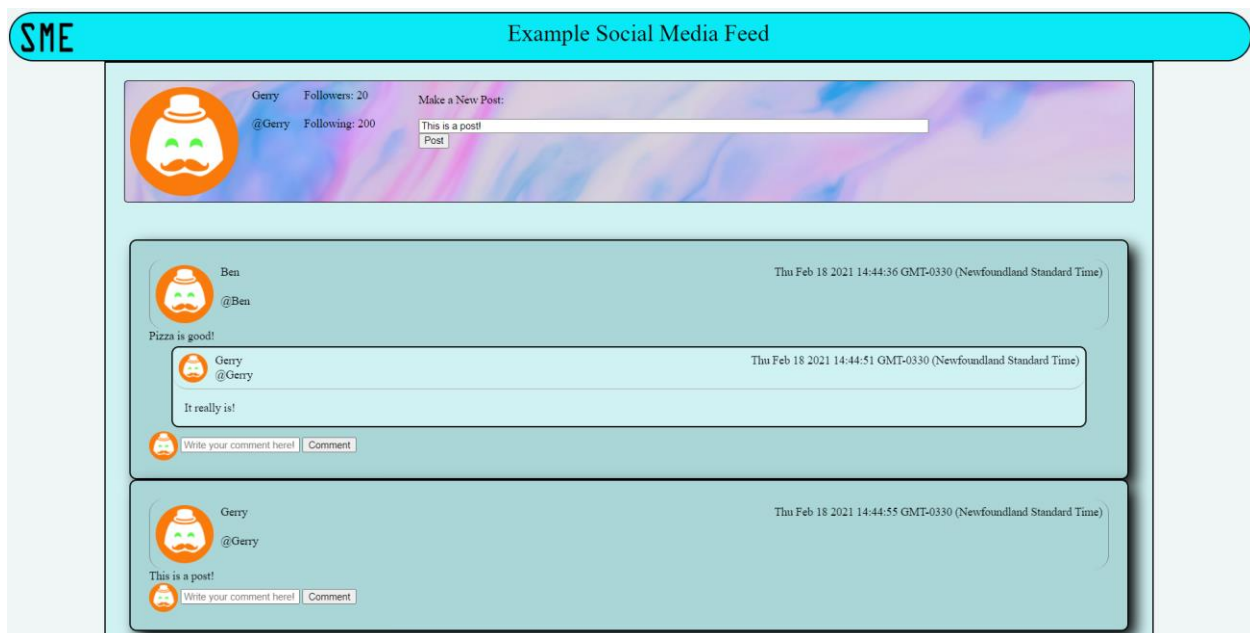 SME
Example Social Media Feed
Gerry Followers: 20
@Gerry Following: 200
Make a New Post:
This is a post!
Post
Ben Thu Feb 18 2021 14:44:36 GMT-0330 (Newfoundland Standard Time)
@Ben
Pizza is good!
Gerry Thu Feb 18 2021 14:44:51 GMT-0330 (Newfoundland Standard Time)
@Gerry
It really is!
Write your comment here! Comment
Gerry Thu Feb 18 2021 14:44:55 GMT-0330 (Newfoundland Standard Time)
@Gerry
This is a post!
Write your comment here! Comment